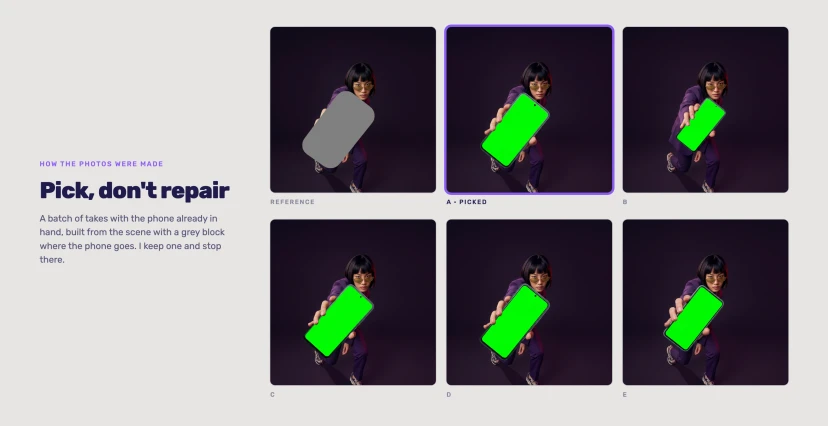 HOW THE PHOTOS WERE MADE
Pick, don't repair
A batch of takes with the phone already in
hand, built from the scene with a grey block
where the phone goes. I keep one and stop
there.
REFERENCE
A · PICKED
B
C
D
E